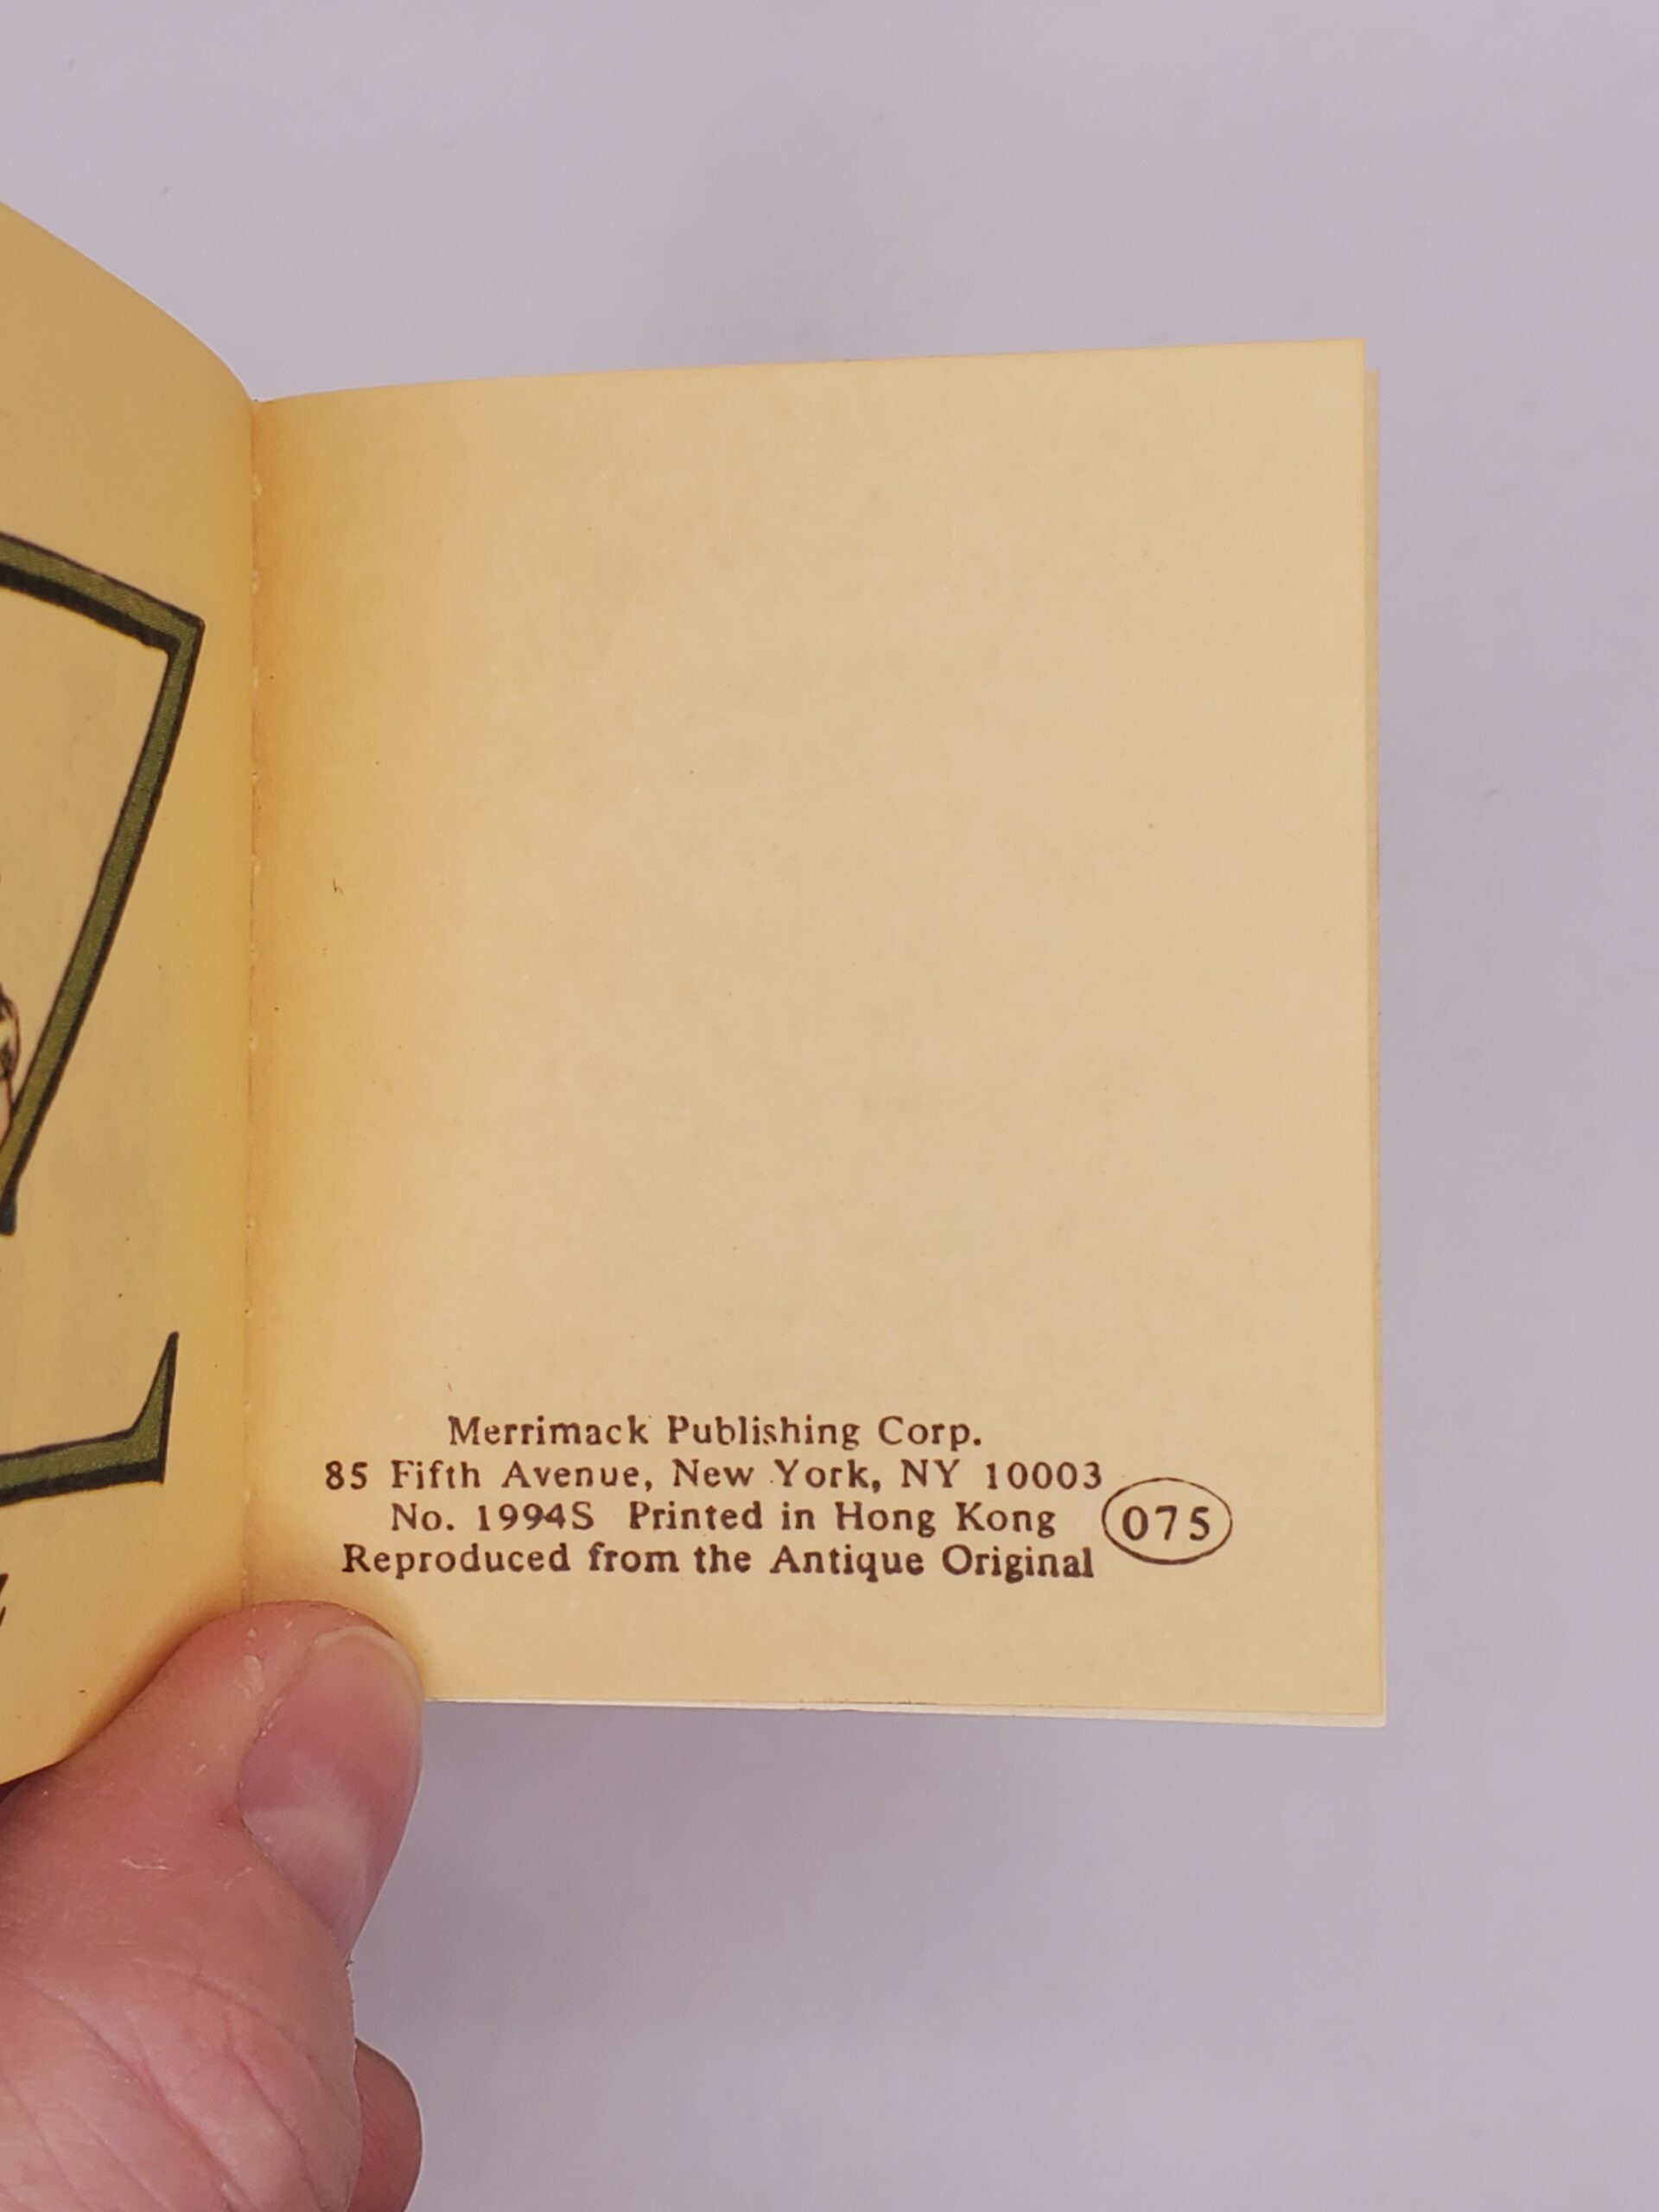 Merrimack Publishing Corp.
85 Fifth Avenue, New York, NY 10003
No. 1994S Printed in Hong Kong
Reproduced from the Antique Original
075